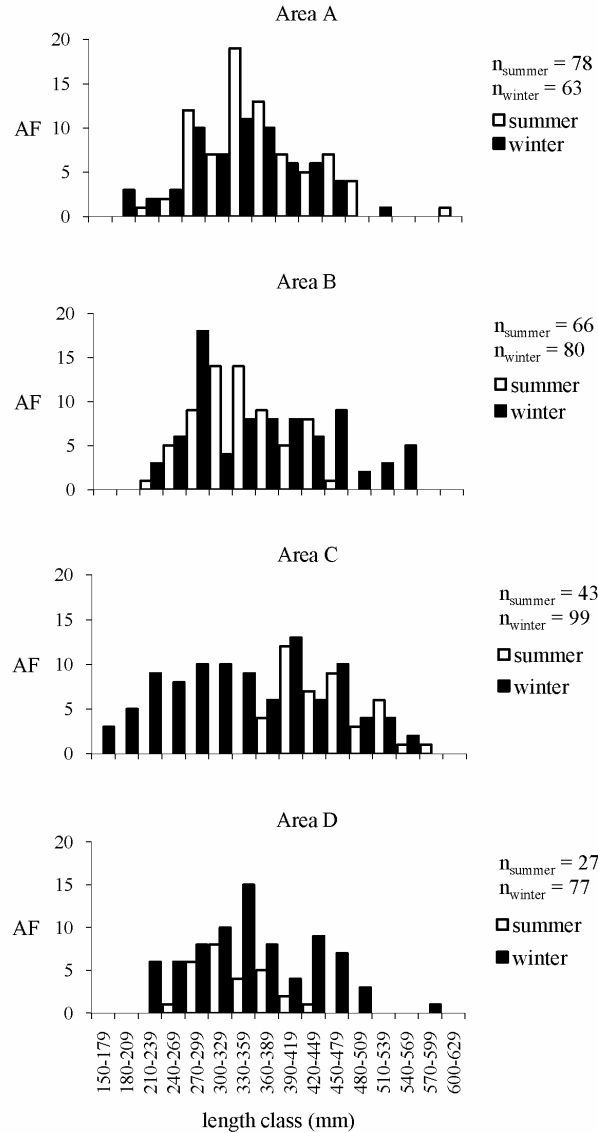 Area A
20
15
10
5
0
AF
n_summer = 78
n_winter = 63
summer
winter
Area B
20
15
10
5
0
AF
n_summer = 66
n_winter = 80
summer
winter
Area C
20
15
10
5
0
AF
n_summer = 43
n_winter = 99
summer
winter
Area D
20
15
10
5
0
AF
n_summer = 27
n_winter = 77
summer
winter
150-179
180-209
210-239
240-269
270-299
300-329
330-359
360-389
390-419
420-449
450-479
480-509
510-539
540-569
570-599
600-629
length class (mm)